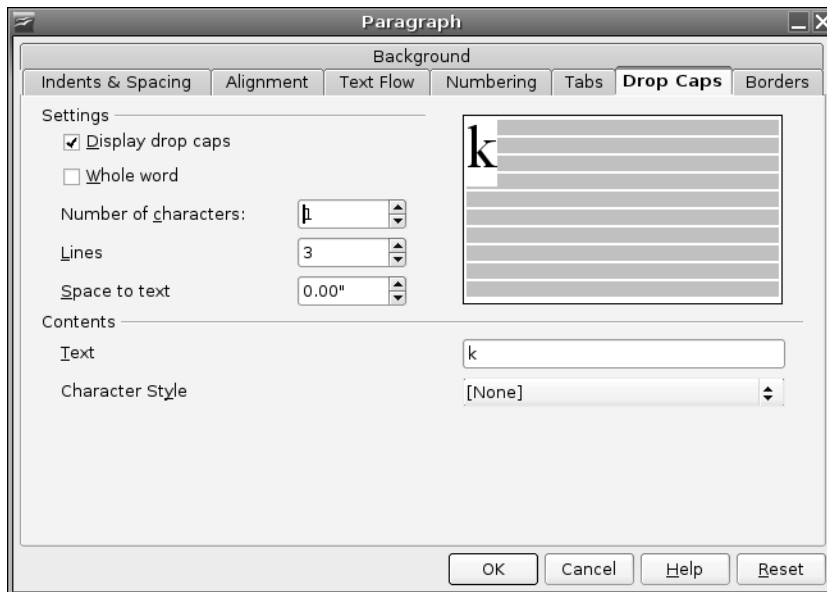 Paragraph
Background
Indents & Spacing Alignment Text Flow Numbering Tabs Drop Caps Borders
Settings
Display drop caps
Whole word
Number of characters: 1
Lines 3
Space to text 0.00"
k
Contents
Text k
Character Style [None]
OK Cancel Help Reset